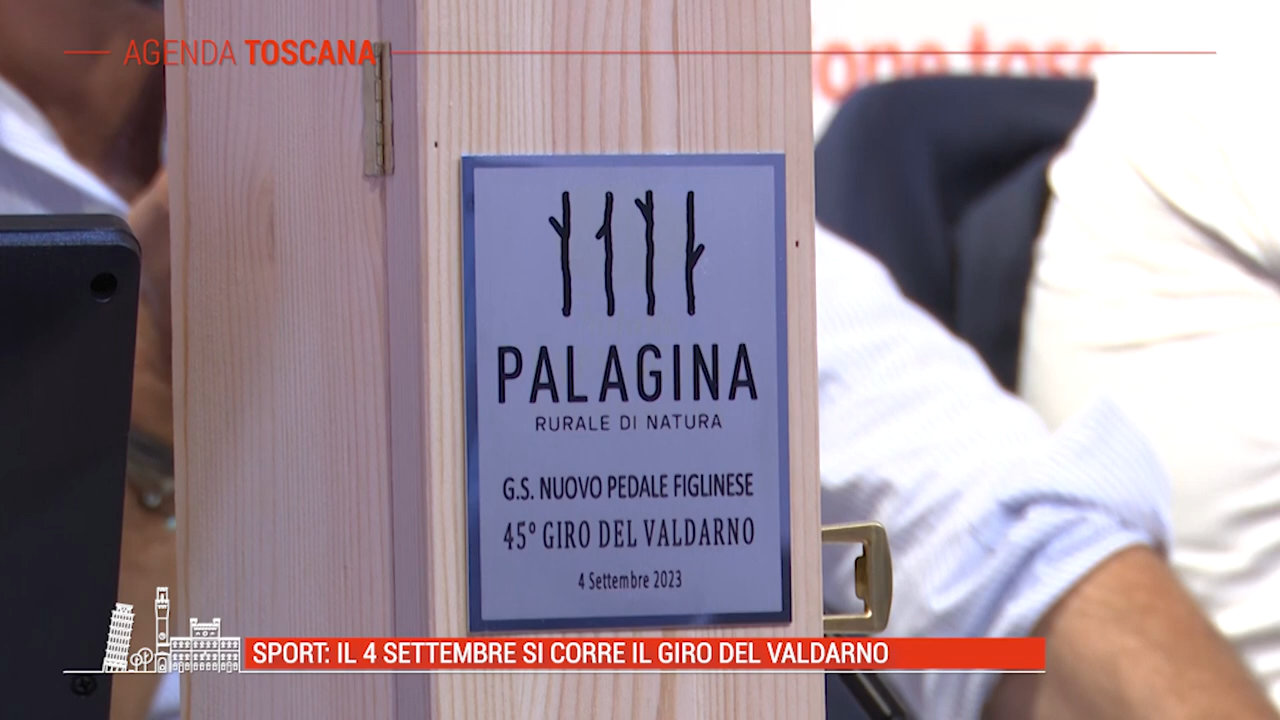 AGENDA TOSCANA
PALAGINA
RURALE DI NATURA
G.S. NUOVO PEDALE FIGLINESE
45° GIRO DEL VALDARNO
4 Settembre 2023
SPORT: IL 4 SETTEMBRE SI CORRE IL GIRO DEL VALDARNO